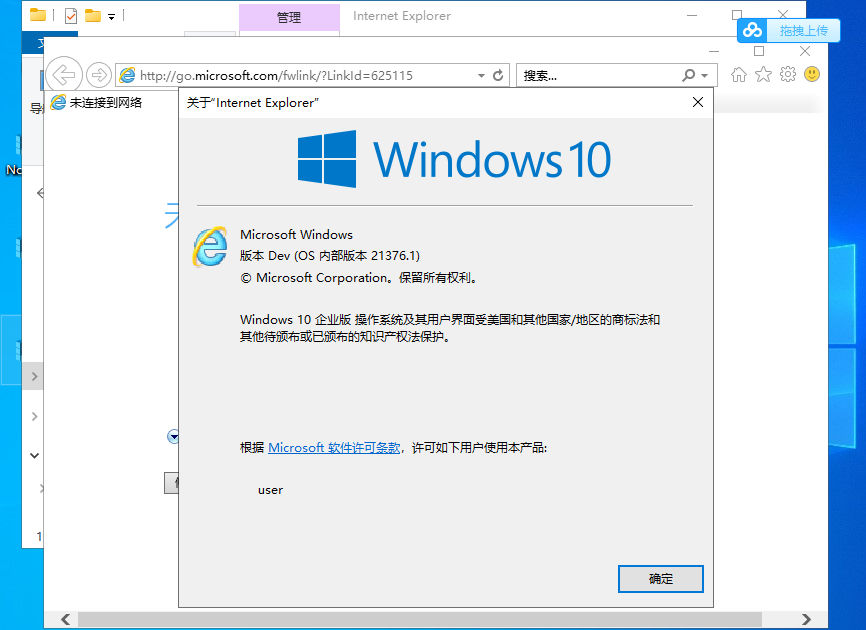 管理
Internet Explorer
拖拽上传
http://go.microsoft.com/fwlink/?LinkId=625115
搜索...
未连接到网络
关于“Internet Explorer”
Windows 10
Microsoft Windows
版本 Dev (OS 内部版本 21376.1)
© Microsoft Corporation。保留所有权利。
Windows 10 企业版 操作系统及其用户界面受美国和其他国家/地区的商标法和
其他待颁布或已颁布的知识产权法保护。
根据 Microsoft 软件许可条款，许可如下用户使用本产品:
user
确定